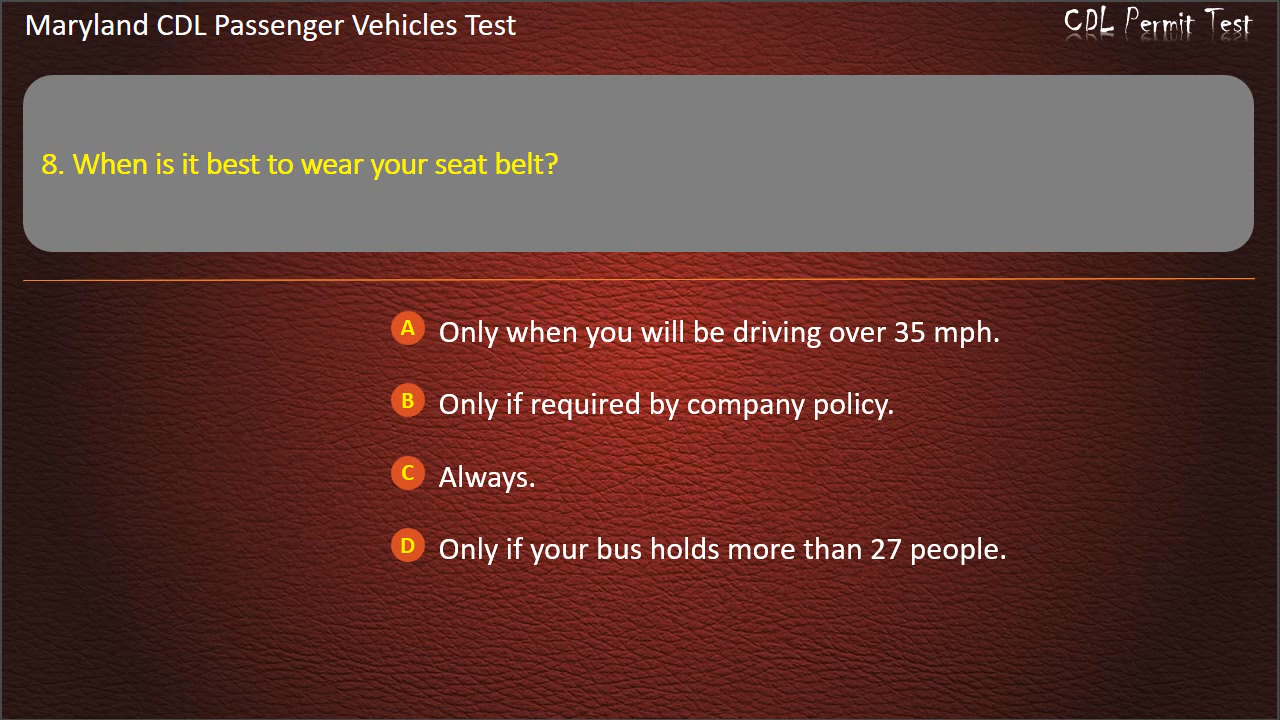 Maryland CDL Passenger Vehicles Test
CDL Permit Test
8. When is it best to wear your seat belt?
A Only when you will be driving over 35 mph.
B Only if required by company policy.
C Always.
D Only if your bus holds more than 27 people.